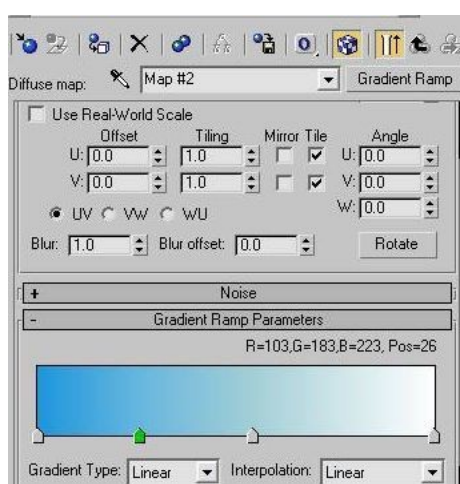 Diffuse map: Map #2 Gradient Ramp
Use Real-World Scale
Offset Tiling Mirror Tile Angle
U: 0.0 1.0 U: 0.0
V: 0.0 1.0 V: 0.0
UV VW WU W: 0.0
Blur: 1.0 Blur offset: 0.0 Rotate
+ Noise
- Gradient Ramp Parameters
R=103,G=183,B=223, Pos=26
Gradient Type: Linear Interpolation: Linear